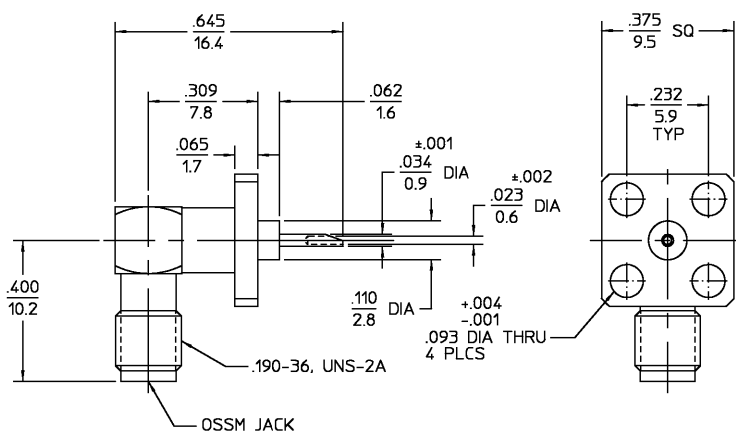 .645
16.4
.375 SQ
9.5
.309
7.8
.062
1.6
.232
5.9
TYP
.065
1.7
±.001
.034 DIA
0.9
±.002
.023 DIA
0.6
.400
10.2
.110 DIA
2.8
+.004
-.001
.093 DIA THRU
4 PLCS
.190-36, UNS-2A
OSSM JACK